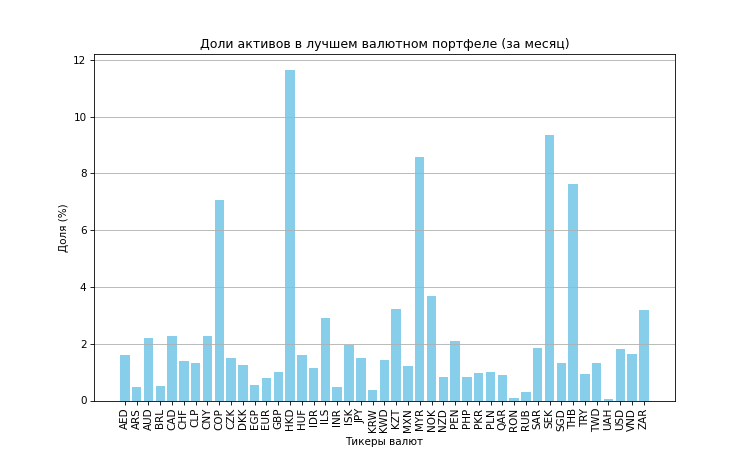 Доли активов в лучшем валютном портфеле (за месяц)
Доля (%)
12
10
8
6
4
2
0
AED ARS AUD BRL CAD CHF CLP CNY COP CZK DKK EGP EUR GBP HKD HUF IDR ILS INR ISK JPY KRW KWD KZT MXN MYR NOK NZD PEN PHP PKR PLN QAR RON RUB SAR SEK SGD THB TRY TWD UAH USD VND ZAR
Тикеры валют